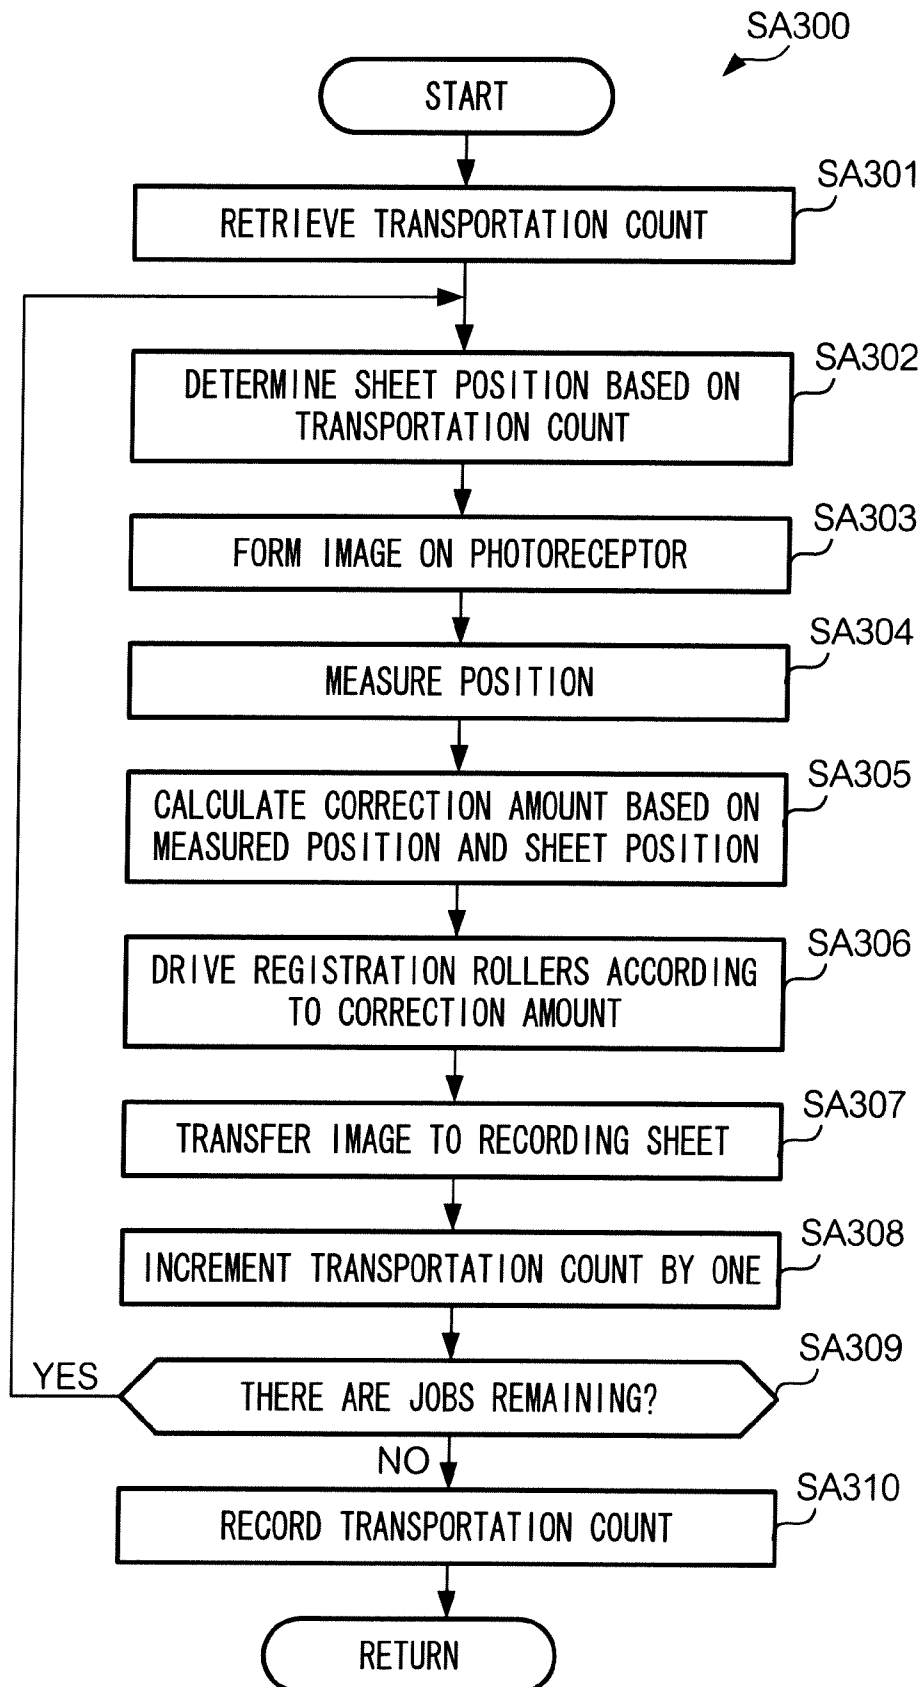 SA300
START
SA301
RETRIEVE TRANSPORTATION COUNT
SA302
DETERMINE SHEET POSITION BASED ON
TRANSPORTATION COUNT
SA303
FORM IMAGE ON PHOTORECEPTOR
SA304
MEASURE POSITION
SA305
CALCULATE CORRECTION AMOUNT BASED ON
MEASURED POSITION AND SHEET POSITION
SA306
DRIVE REGISTRATION ROLLERS ACCORDING
TO CORRECTION AMOUNT
SA307
TRANSFER IMAGE TO RECORDING SHEET
SA308
INCREMENT TRANSPORTATION COUNT BY ONE
SA309
YES
THERE ARE JOBS REMAINING?
NO
SA310
RECORD TRANSPORTATION COUNT
RETURN